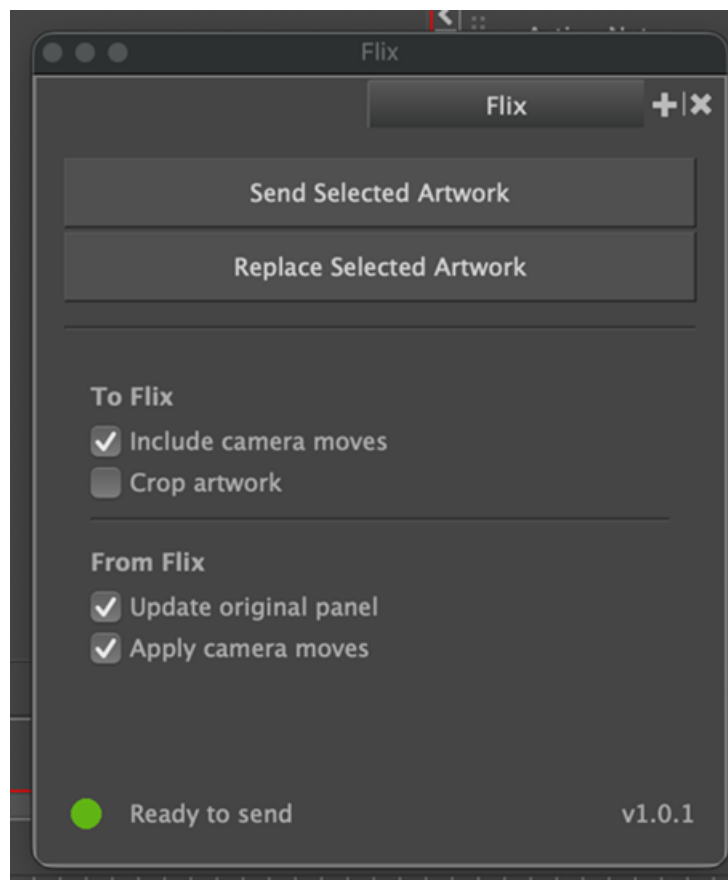 Flix
Flix
Send Selected Artwork
Replace Selected Artwork
To Flix
Include camera moves
Crop artwork
From Flix
Update original panel
Apply camera moves
Ready to send
v1.0.1